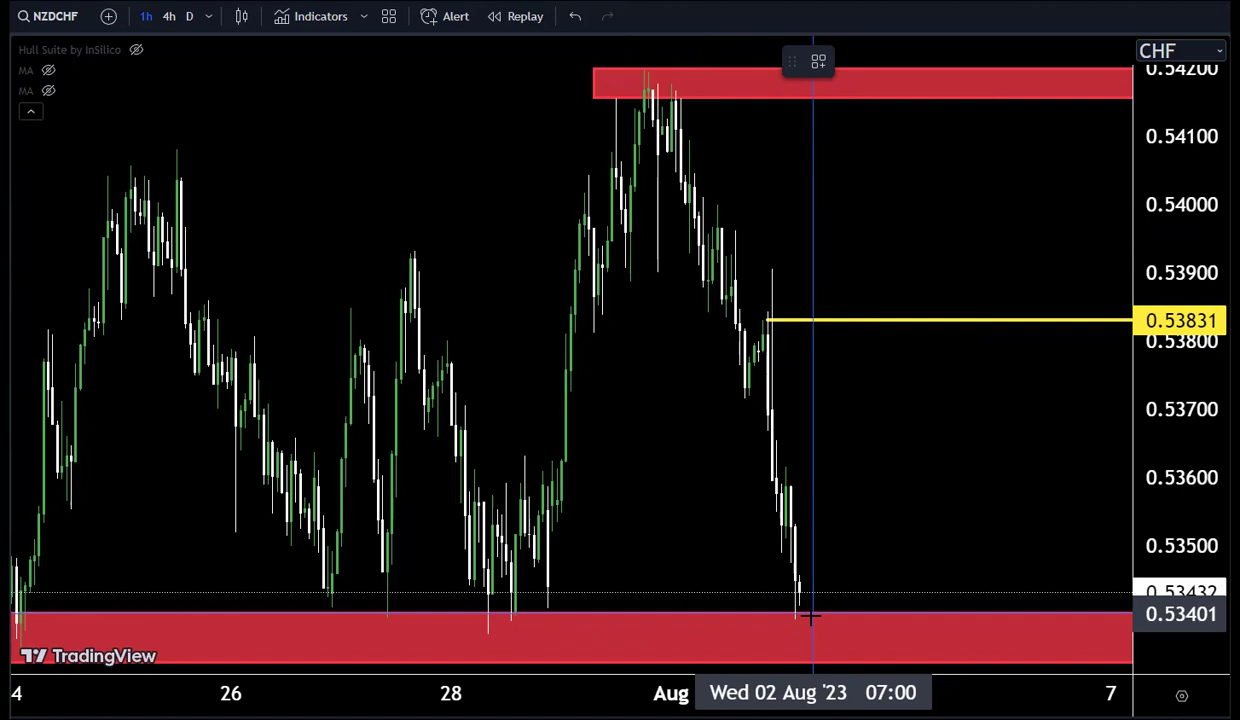 NZDCHF 1h 4h D Indicators Alert Replay
Hull Suite by InSilico
MA
MA
CHF
0.54200
0.54100
0.54000
0.53900
0.53831
0.53800
0.53700
0.53600
0.53500
0.53432
0.53401
TradingView
4 26 28 Aug Wed 02 Aug '23 07:00 7